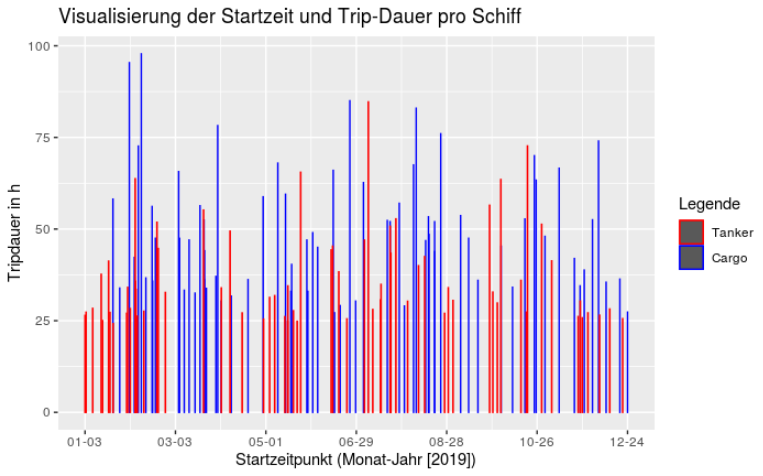 Visualisierung der Startzeit und Trip-Dauer pro Schiff
100
75
50
25
0
Tripdauer in h
01-03 03-03 05-01 06-29 08-28 10-26 12-24
Startzeitpunkt (Monat-Jahr [2019])
Legende
Tanker
Cargo